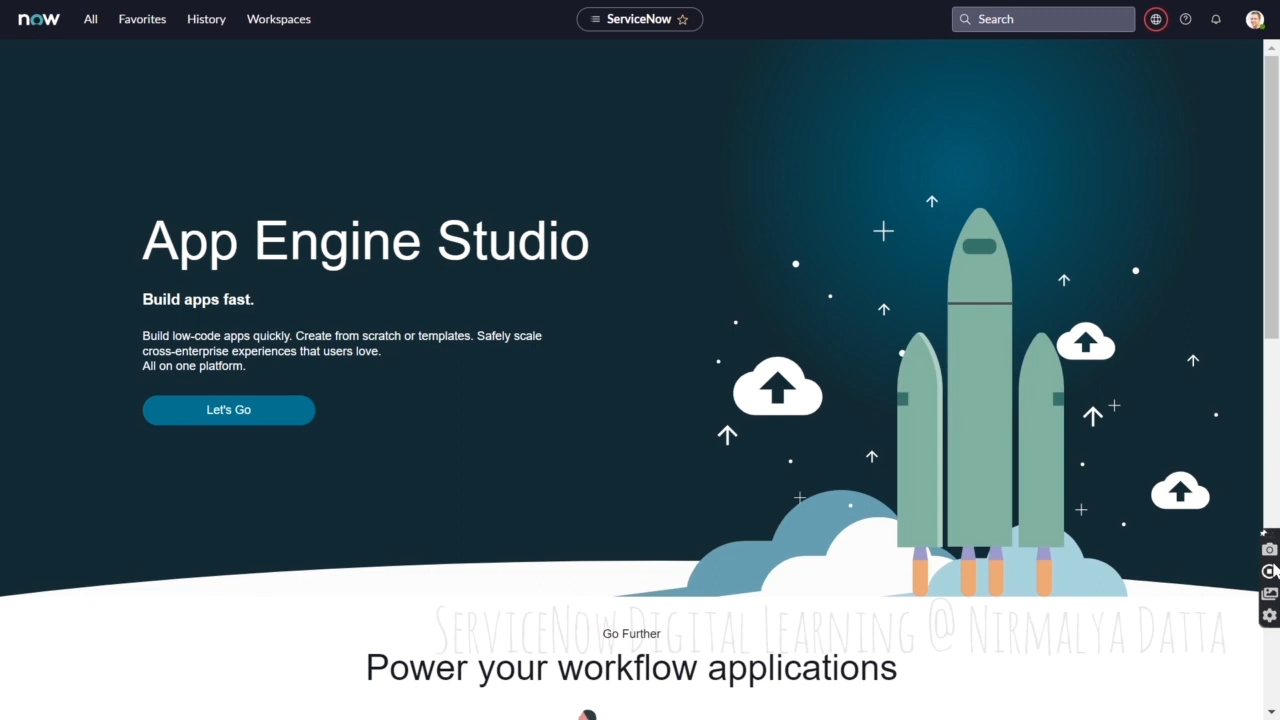 now
All
Favorites
History
Workspaces
ServiceNow
Search
App Engine Studio
Build apps fast.
Build low-code apps quickly. Create from scratch or templates. Safely scale
cross-enterprise experiences that users love.
All on one platform.
Let's Go
ServiceNow Digital Learning @ Nirmalya Datta
Go Further
Power your workflow applications